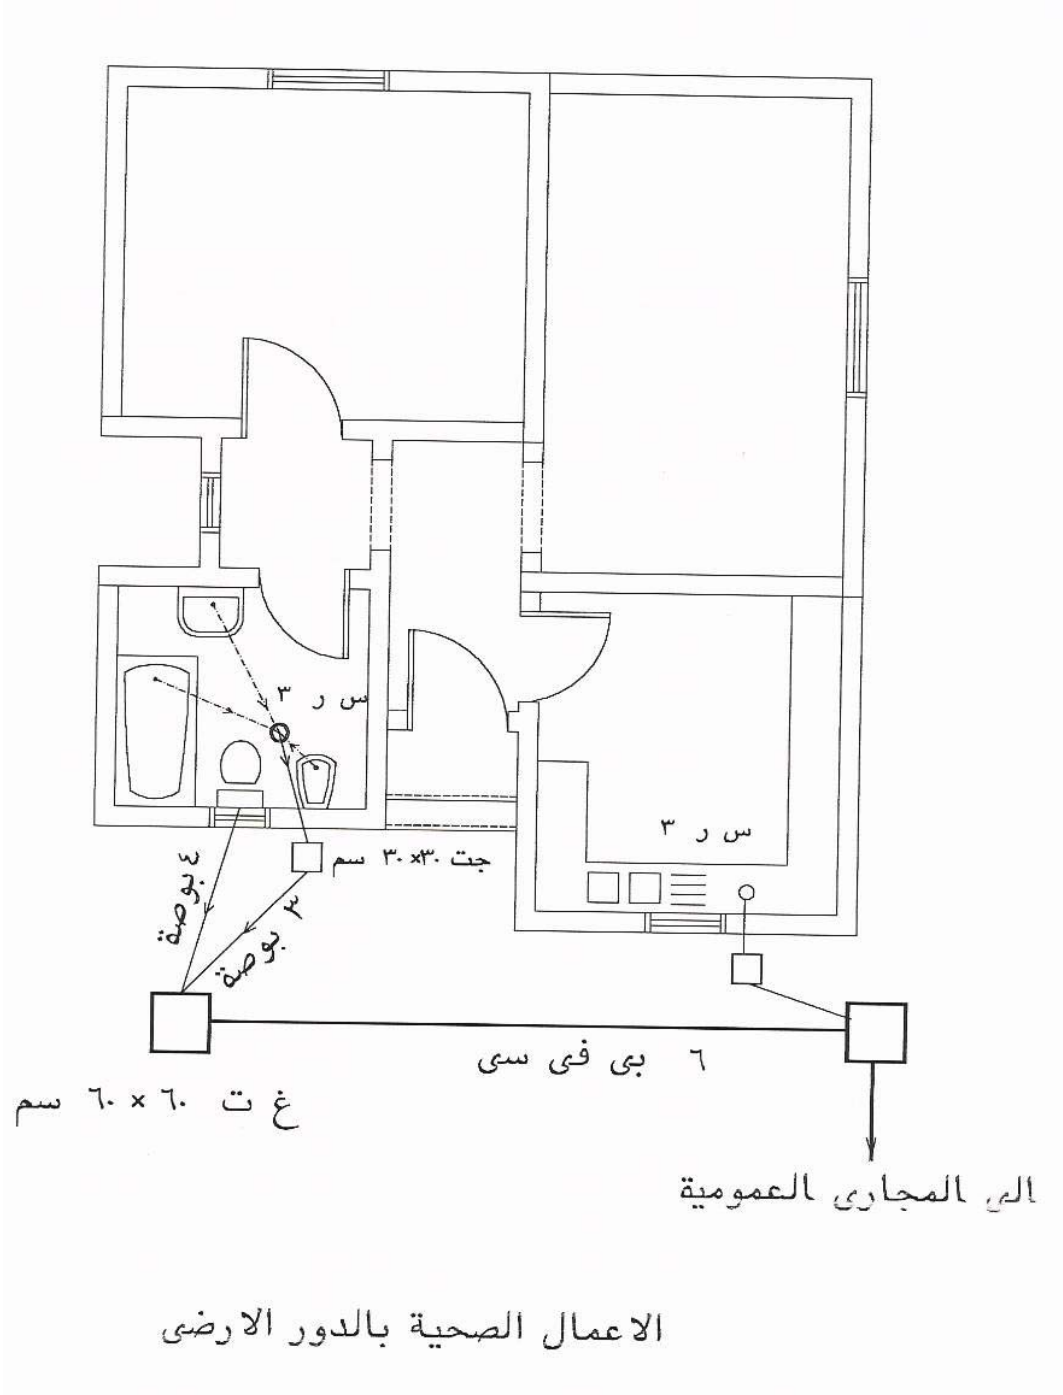 س ر ٣
س ر ٣
جت ٣٠×٣٠ سم
٤ بوصة
٣ بوصة
٦ بى فى سى
غ ت ٦٠ × ٦٠ سم
الى المجارى العمومية
الاعمال الصحية بالدور الارضى